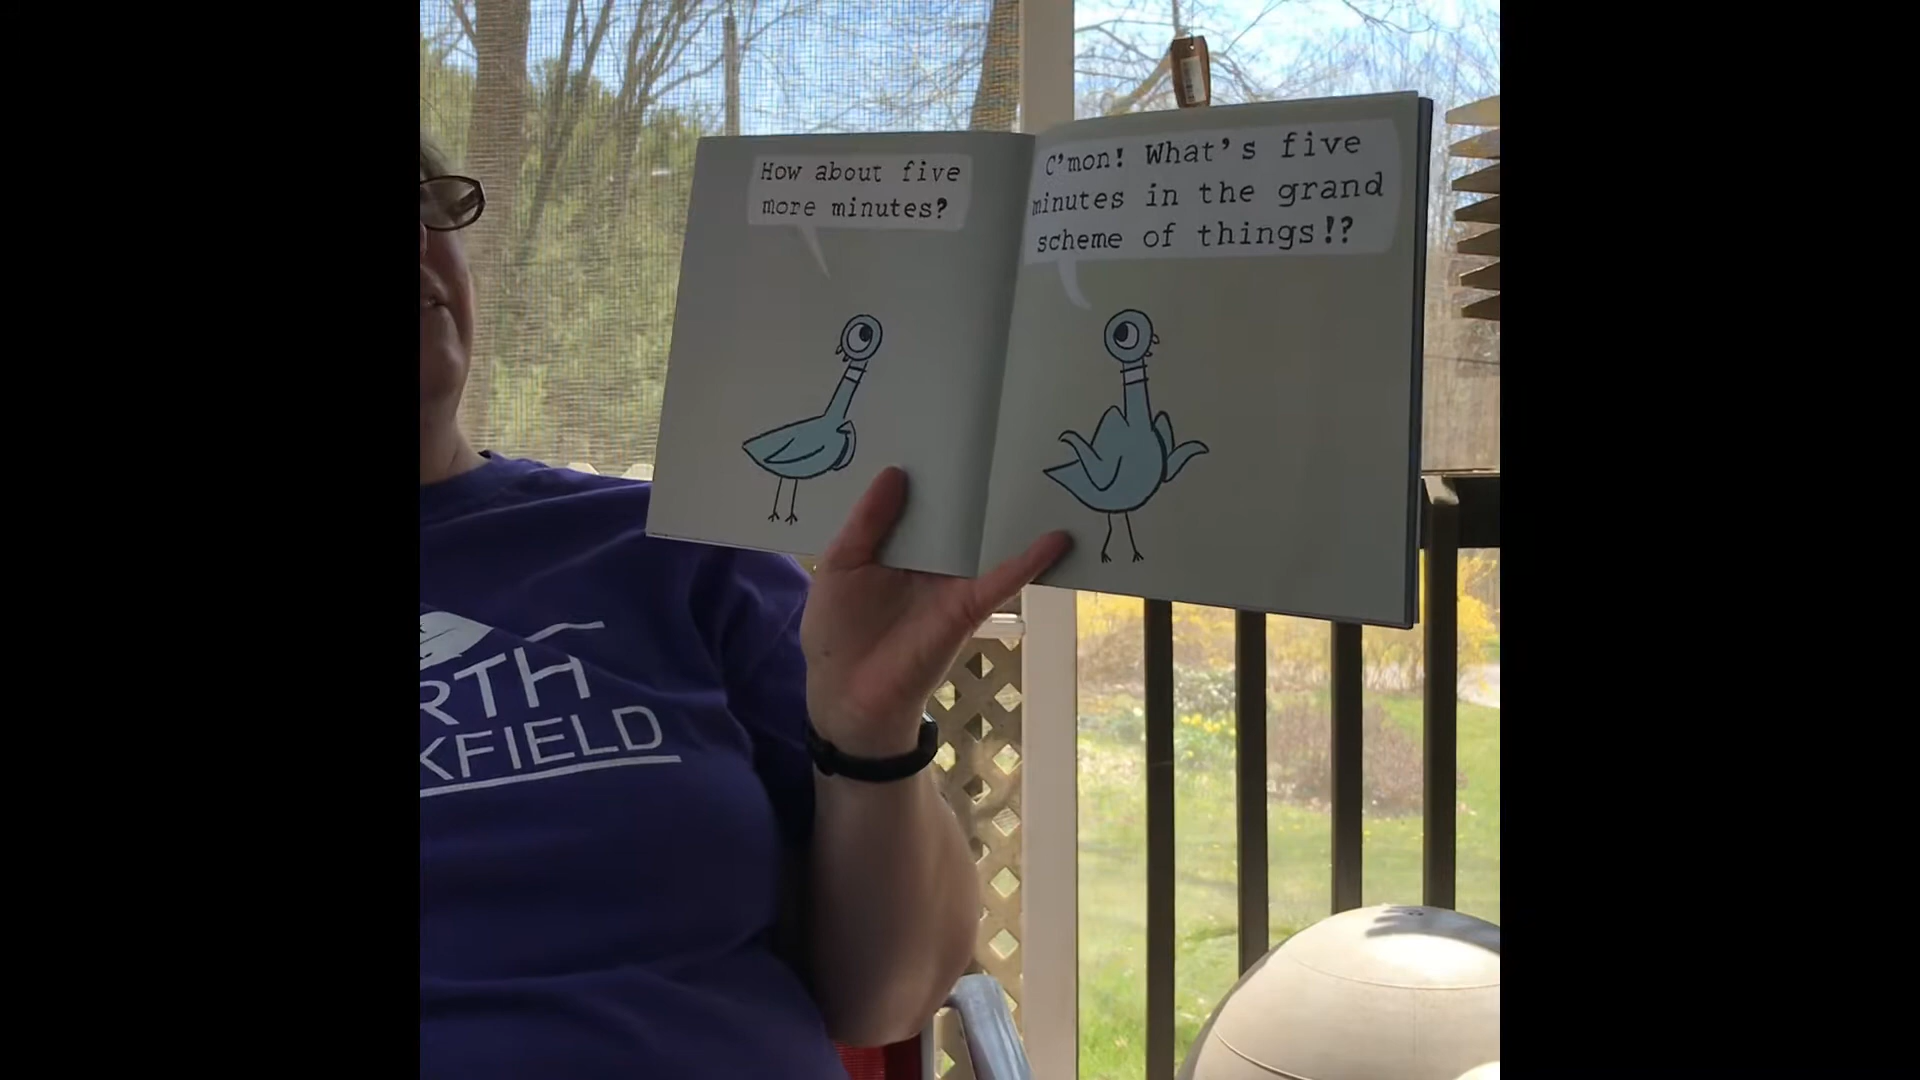 How about five
more minutes?
C'mon! What's five
minutes in the grand
scheme of things!?
RTH
KFIELD